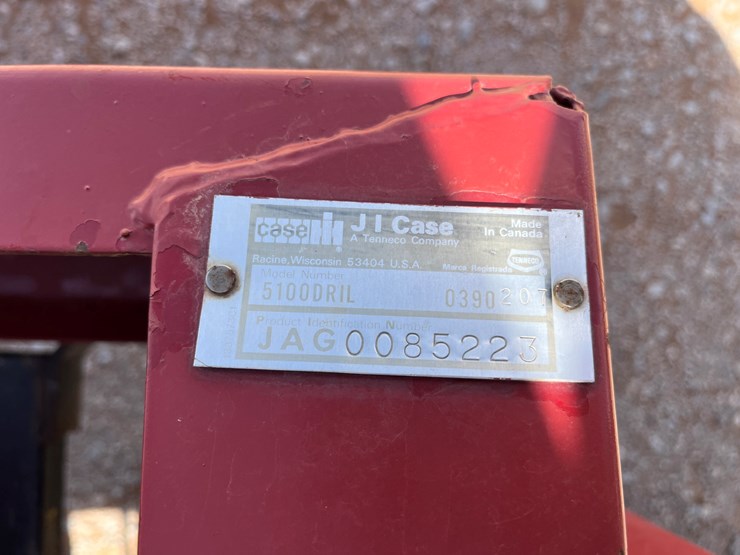 case IH
J I Case
A Tenneco Company
Made
In Canada
Racine, Wisconsin 53404 U.S.A.
Marca Registrada
TENNECO
Model Number
5100DRIL 0390207
Product Identification Number
JAG0085223